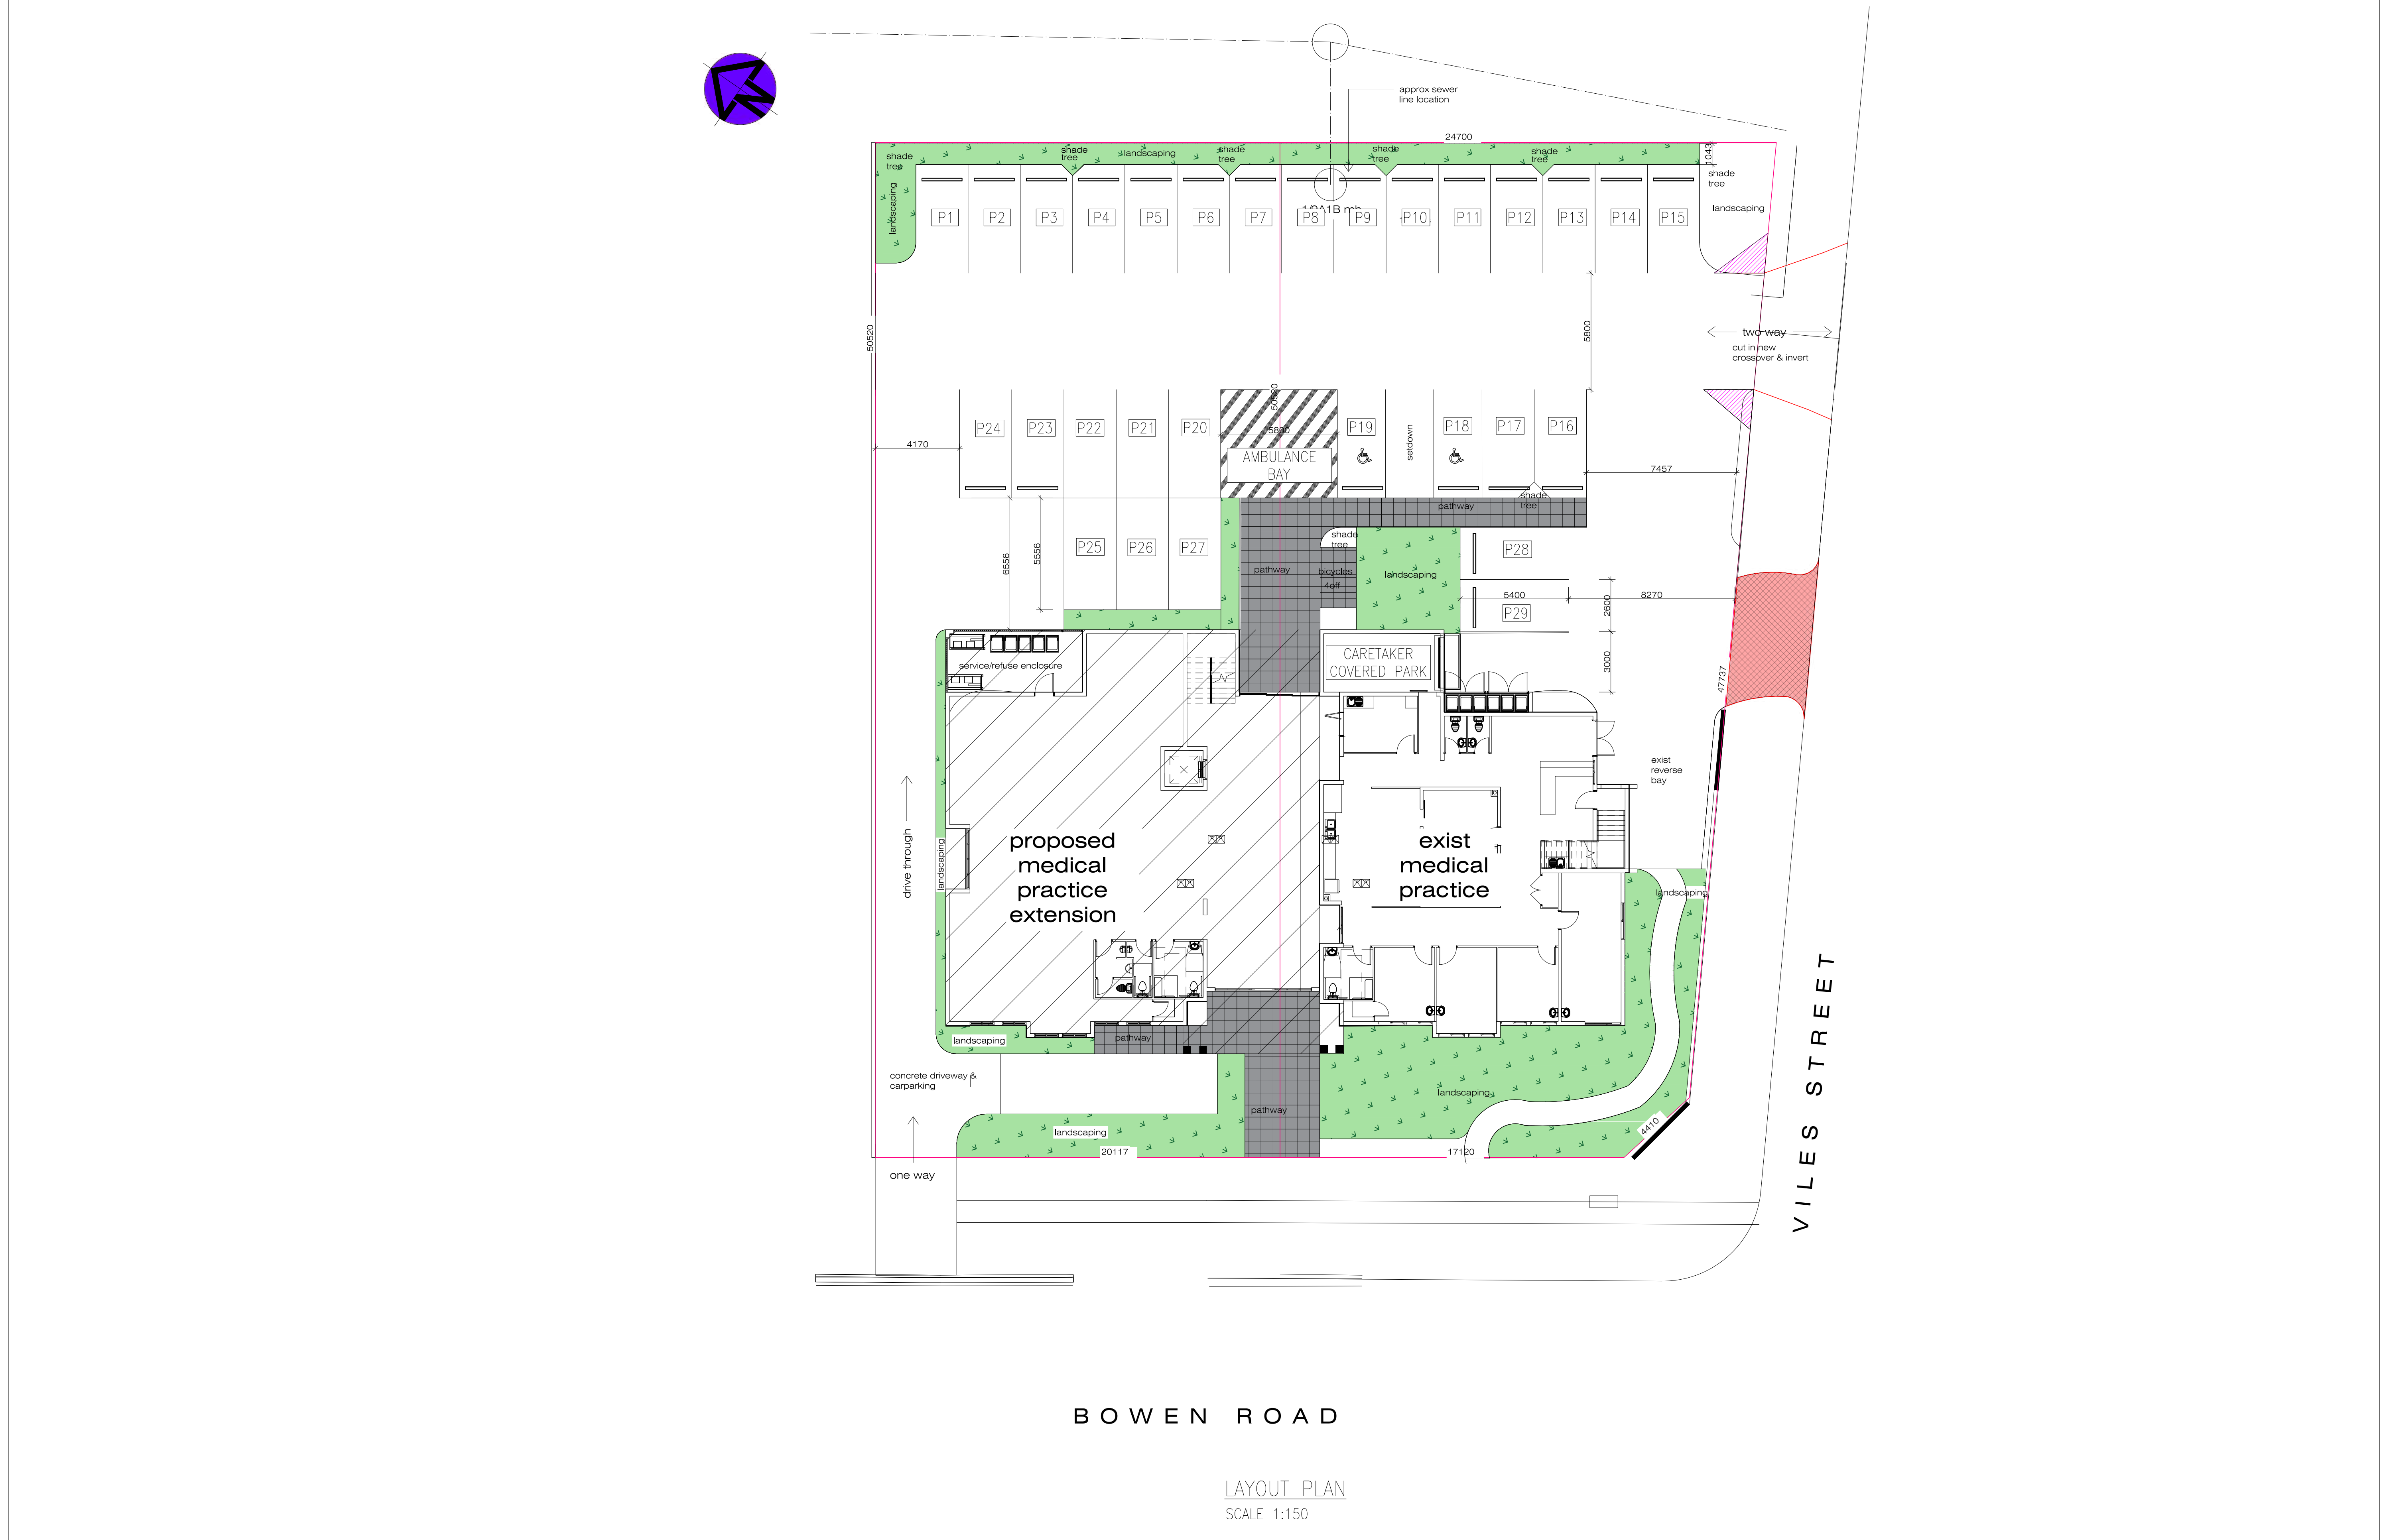 N
approx sewer
line location
24700
1043
shade
tree
landscaping
shade
tree
landscaping
shade
tree
shade
tree
shade
tree
shade
tree
landscaping
shade
tree
landscaping
P1
P2
P3
P4
P5
P6
P7
P8
P9
P10
P11
P12
P13
P14
P15
50520
5800
two way
cut in new
crossover & invert
50520
5800
P24
P23
P22
P21
P20
AMBULANCE
BAY
P19
setdown
P18
P17
P16
4170
7457
shade
tree
pathway
6556
5556
P25
P26
P27
pathway
shade
tree
bicycles
4off
landscaping
P28
P29
5400
8270
2600
3000
47737
service/refuse enclosure
CARETAKER
COVERED PARK
exist
reverse
bay
drive through
landscaping
proposed
medical
practice
extension
exist
medical
practice
landscaping
landscaping
pathway
concrete driveway &
carparking
landscaping
pathway
landscaping
4410
20117
17120
one way
VILES STREET
BOWEN ROAD
LAYOUT PLAN
SCALE 1:150